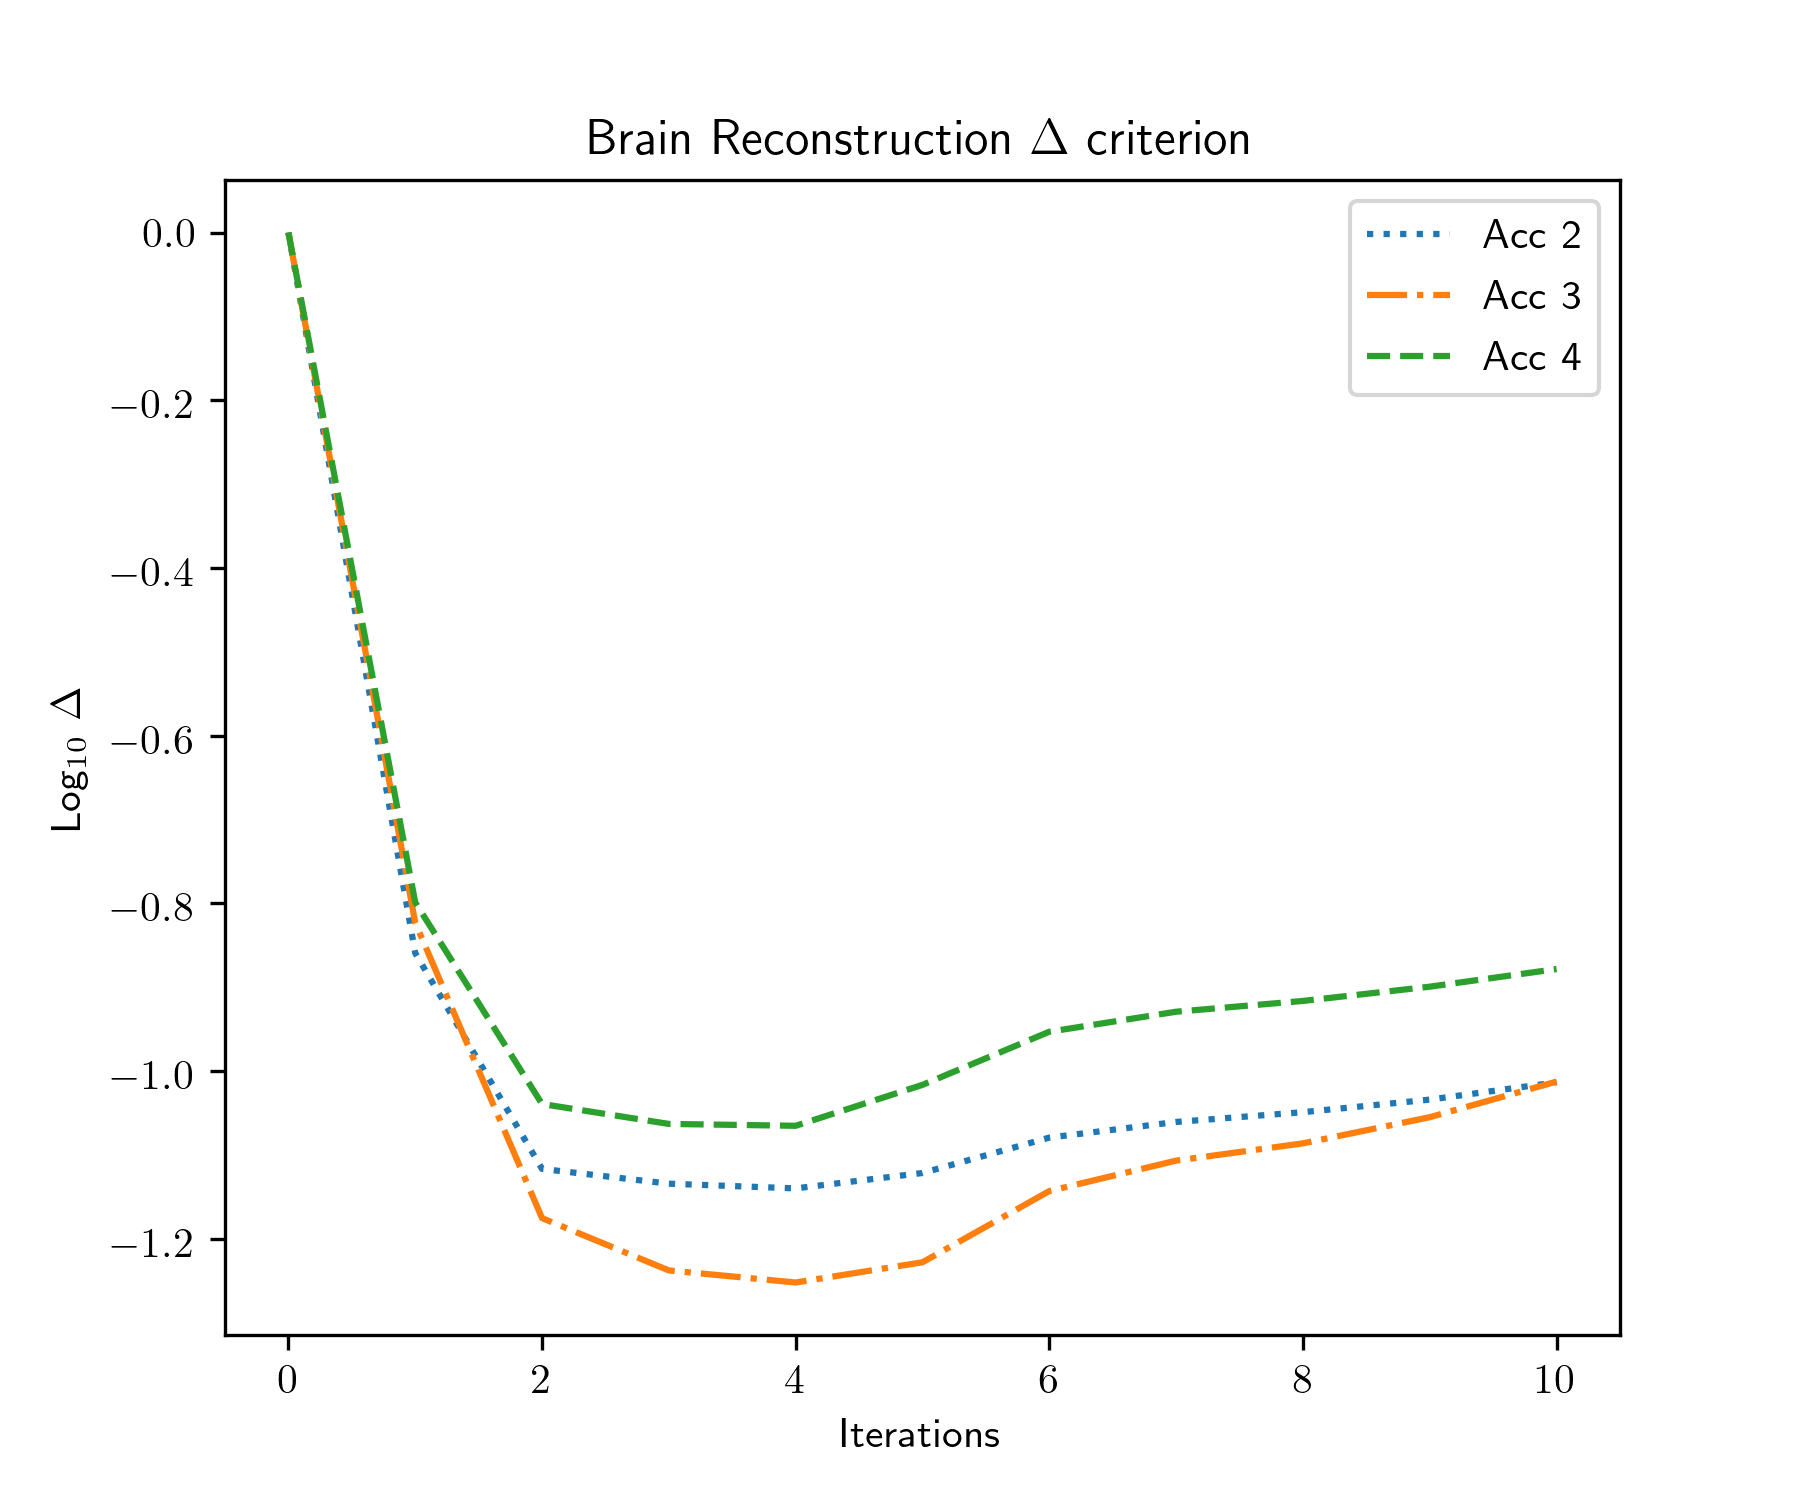 Brain Reconstruction Δ criterion
Acc 2
Acc 3
Acc 4
0.0
−0.2
−0.4
−0.6
−0.8
−1.0
−1.2
Log₁₀ Δ
0 2 4 6 8 10
Iterations